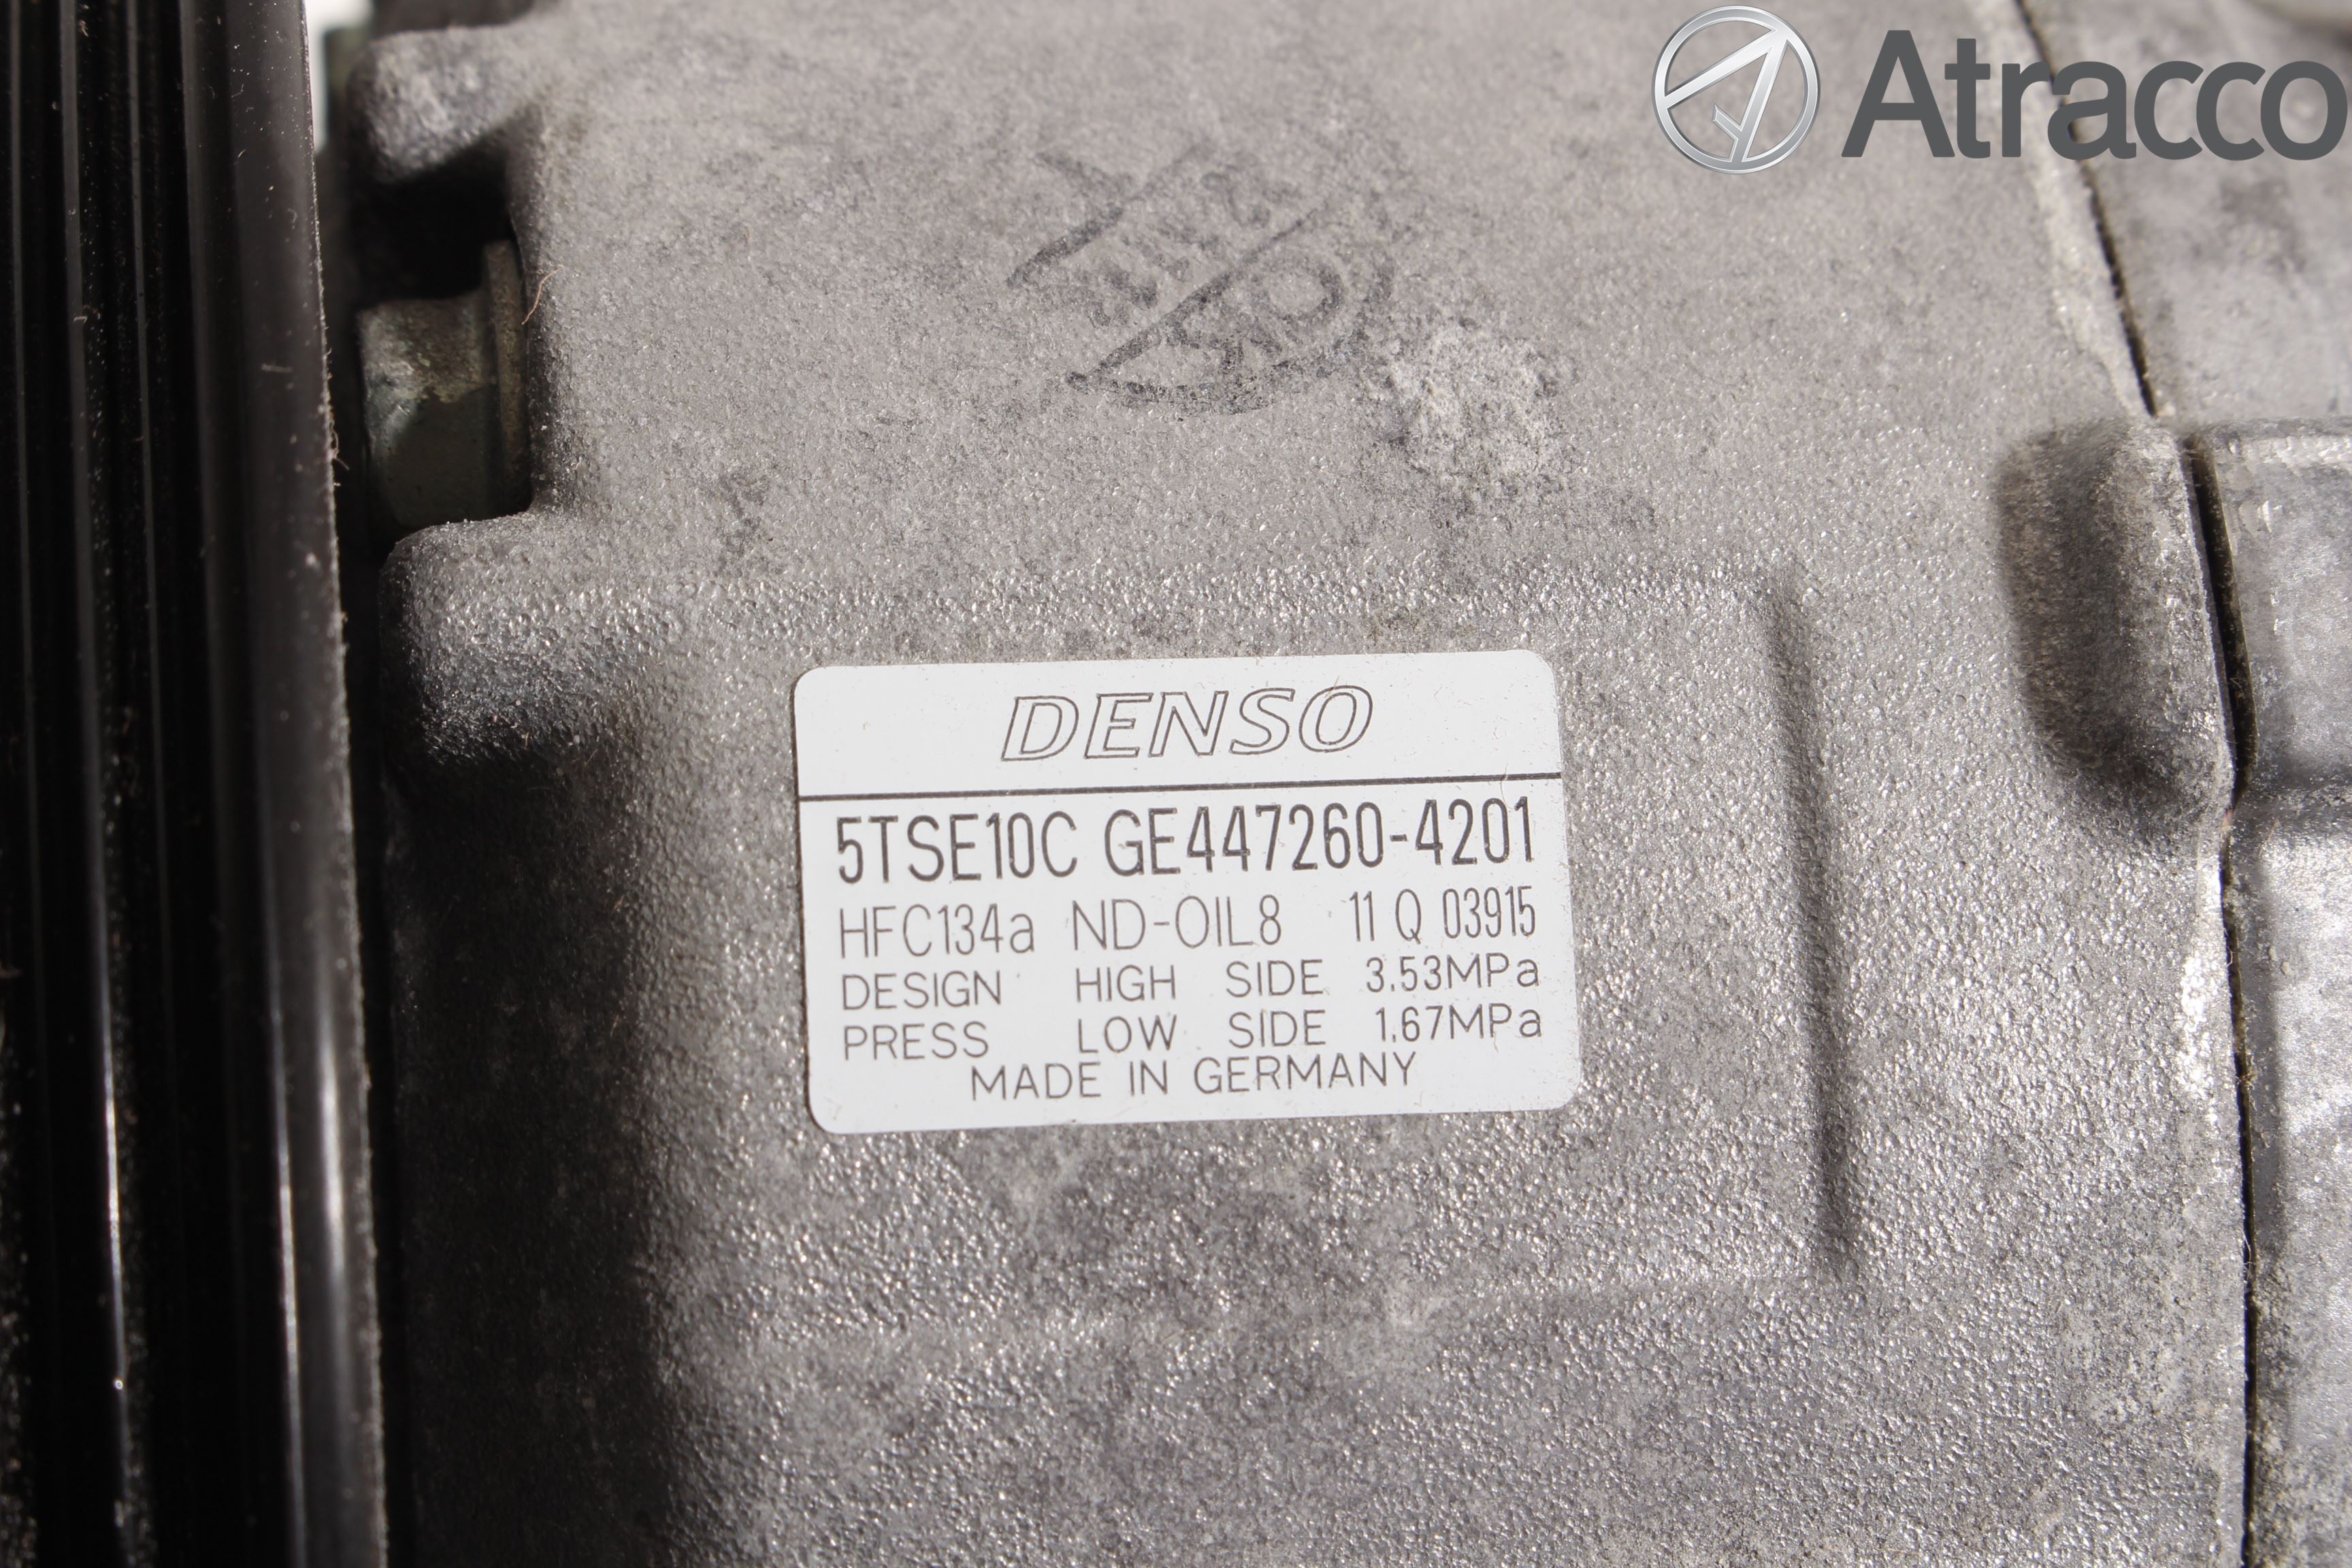 Atracco
DENSO
5TSE10C GE447260-4201
HFC134a ND-OIL8 11 Q 03915
DESIGN HIGH SIDE 3.53MPa
PRESS LOW SIDE 1.67MPa
MADE IN GERMANY